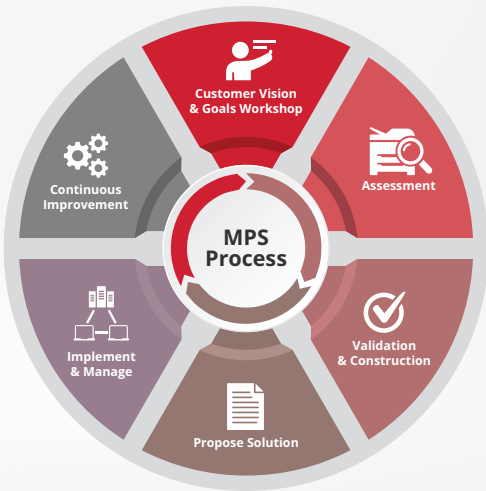 Customer Vision
& Goals Workshop
Assessment
Validation
& Construction
Propose Solution
Implement
& Manage
Continuous
Improvement
MPS
Process